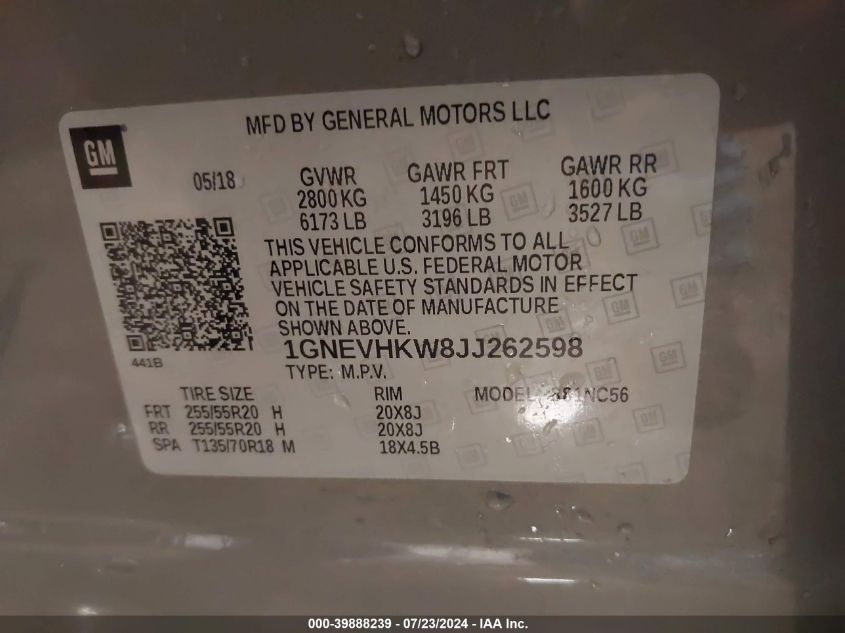 MFD BY GENERAL MOTORS LLC
GM
05/18 GVWR GAWR FRT GAWR RR
2800 KG 1450 KG 1600 KG
6173 LB 3196 LB 3527 LB
THIS VEHICLE CONFORMS TO ALL
APPLICABLE U.S. FEDERAL MOTOR
VEHICLE SAFETY STANDARDS IN EFFECT
ON THE DATE OF MANUFACTURE
SHOWN ABOVE.
441B
1GNEVHKW8JJ262598
TYPE: M.P.V.
TIRE SIZE RIM MODEL:
FRT 255/55R20 H 20X8J
RR 255/55R20 H 20X8J
SPA T135/70R18 M 18X4.5B
000-39888239 - 07/23/2024 - IAA Inc.